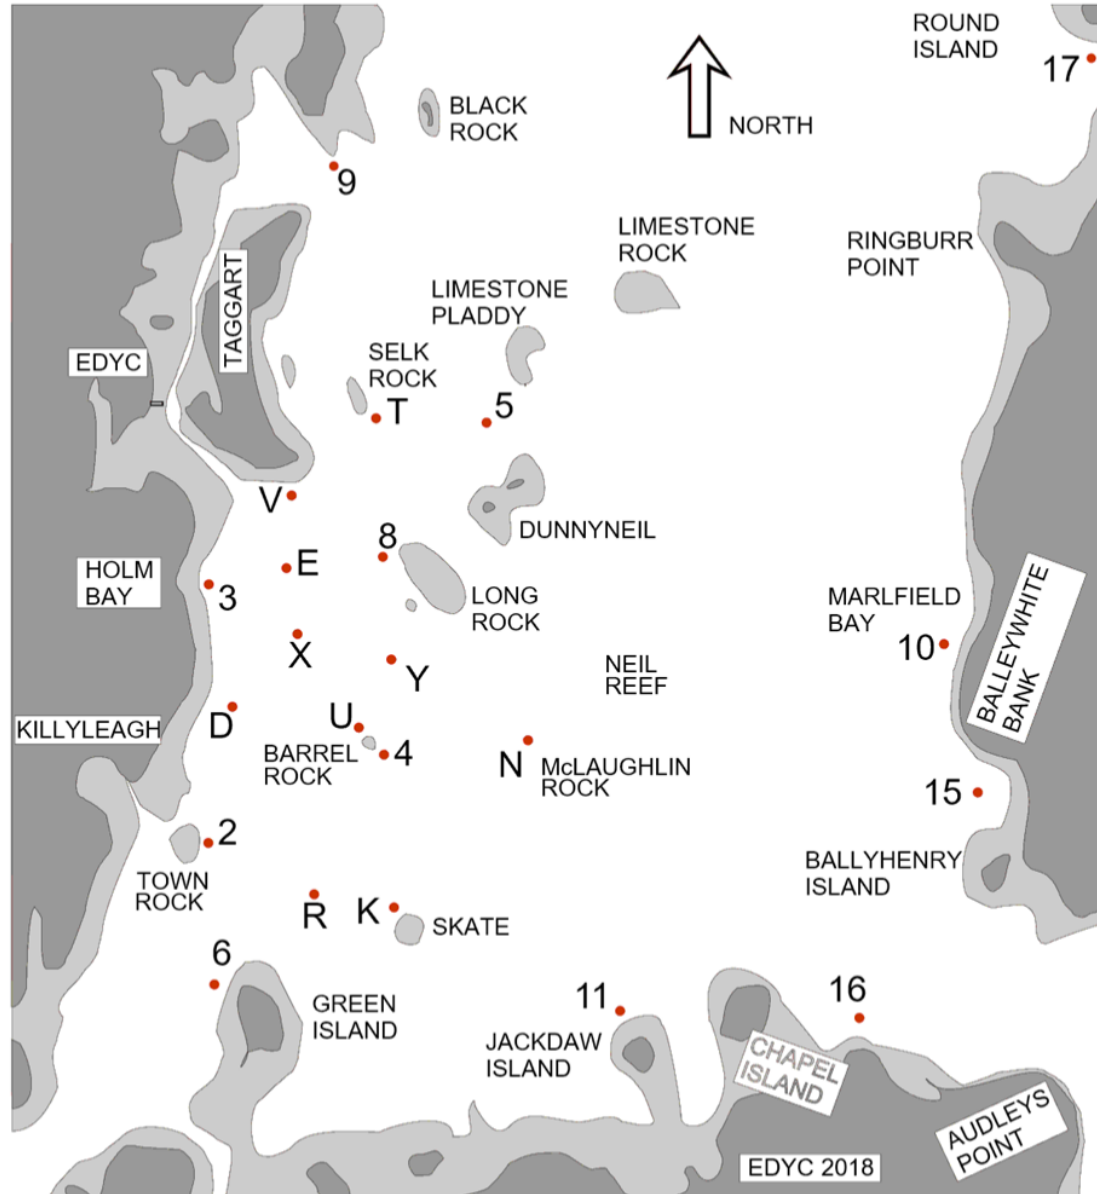 ROUND
ISLAND
17
BLACK
ROCK
NORTH
9
LIMESTONE
ROCK
RINGBURR
POINT
TAGGART
LIMESTONE
PLADDY
EDYC
SELK
ROCK
T
5
V
DUNNYNEIL
8
E
HOLM
BAY
3
LONG
ROCK
MARLFIELD
BAY
10
BALLEYWHITE
BANK
X
Y
NEIL
REEF
D
U
KILLYLEAGH
BARREL
ROCK
4
N
McLAUGHLIN
ROCK
15
2
TOWN
ROCK
BALLYHENRY
ISLAND
R
K
SKATE
6
GREEN
ISLAND
11
16
JACKDAW
ISLAND
CHAPEL
ISLAND
AUDLEYS
POINT
EDYC 2018